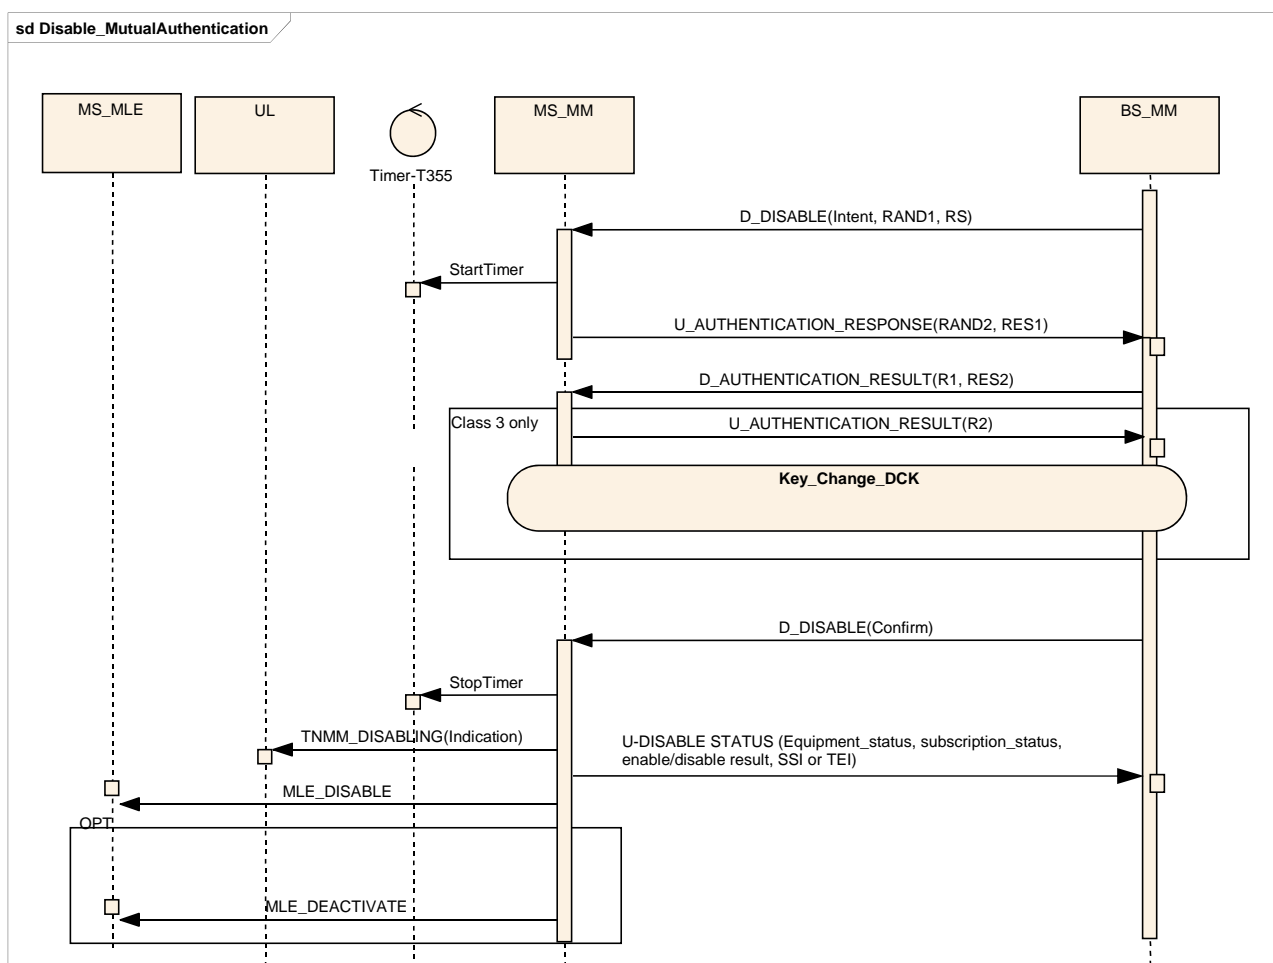 sd Disable_MutualAuthentication
MS_MLE
UL
MS_MM
BS_MM
Timer-T355
D_DISABLE(Intent, RAND1, RS)
StartTimer
U_AUTHENTICATION_RESPONSE(RAND2, RES1)
D_AUTHENTICATION_RESULT(R1, RES2)
Class 3 only
U_AUTHENTICATION_RESULT(R2)
Key_Change_DCK
D_DISABLE(Confirm)
StopTimer
TNMM_DISABLING(Indication)
U-DISABLE STATUS (Equipment_status, subscription_status,
enable/disable result, SSI or TEI)
MLE_DISABLE
OPT
MLE_DEACTIVATE